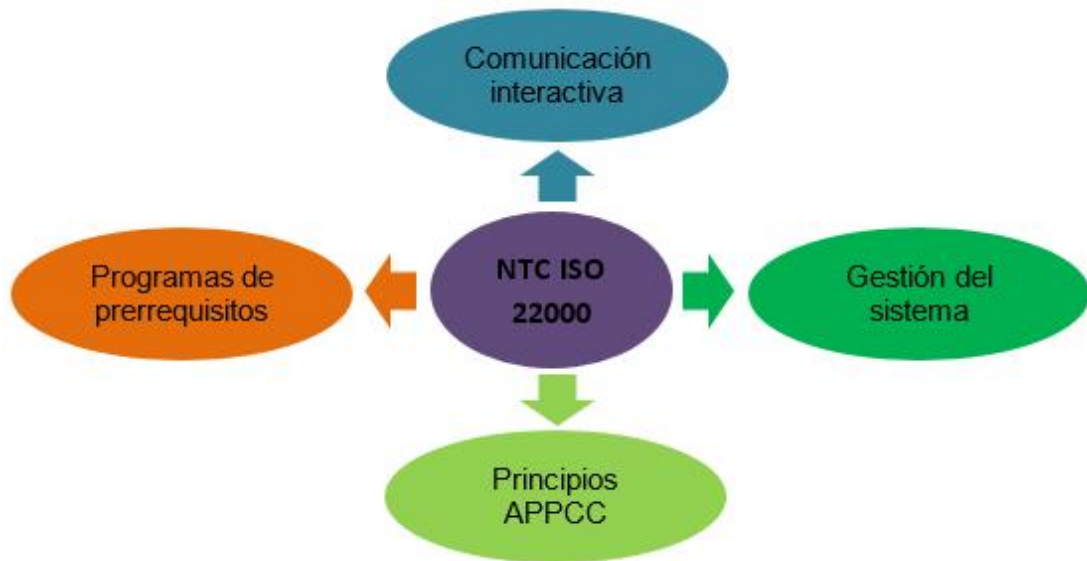 Comunicación
interactiva
Programas de
prerrequisitos
NTC ISO
22000
Gestión del
sistema
Principios
APPCC